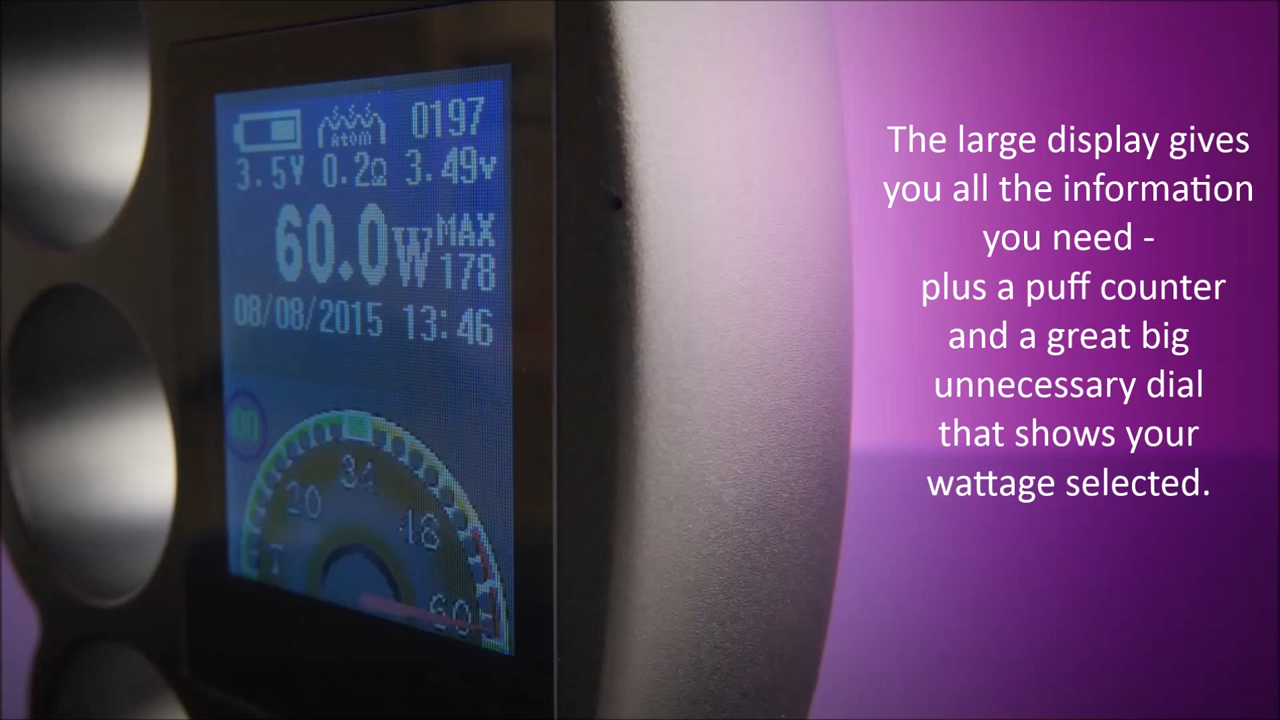 Atom
0197
3.5V 0.2Ω 3.49v
60.0W
MAX
178
08/08/2015 13:46
34
20
48
60
The large display gives
you all the information
you need -
plus a puff counter
and a great big
unnecessary dial
that shows your
wattage selected.